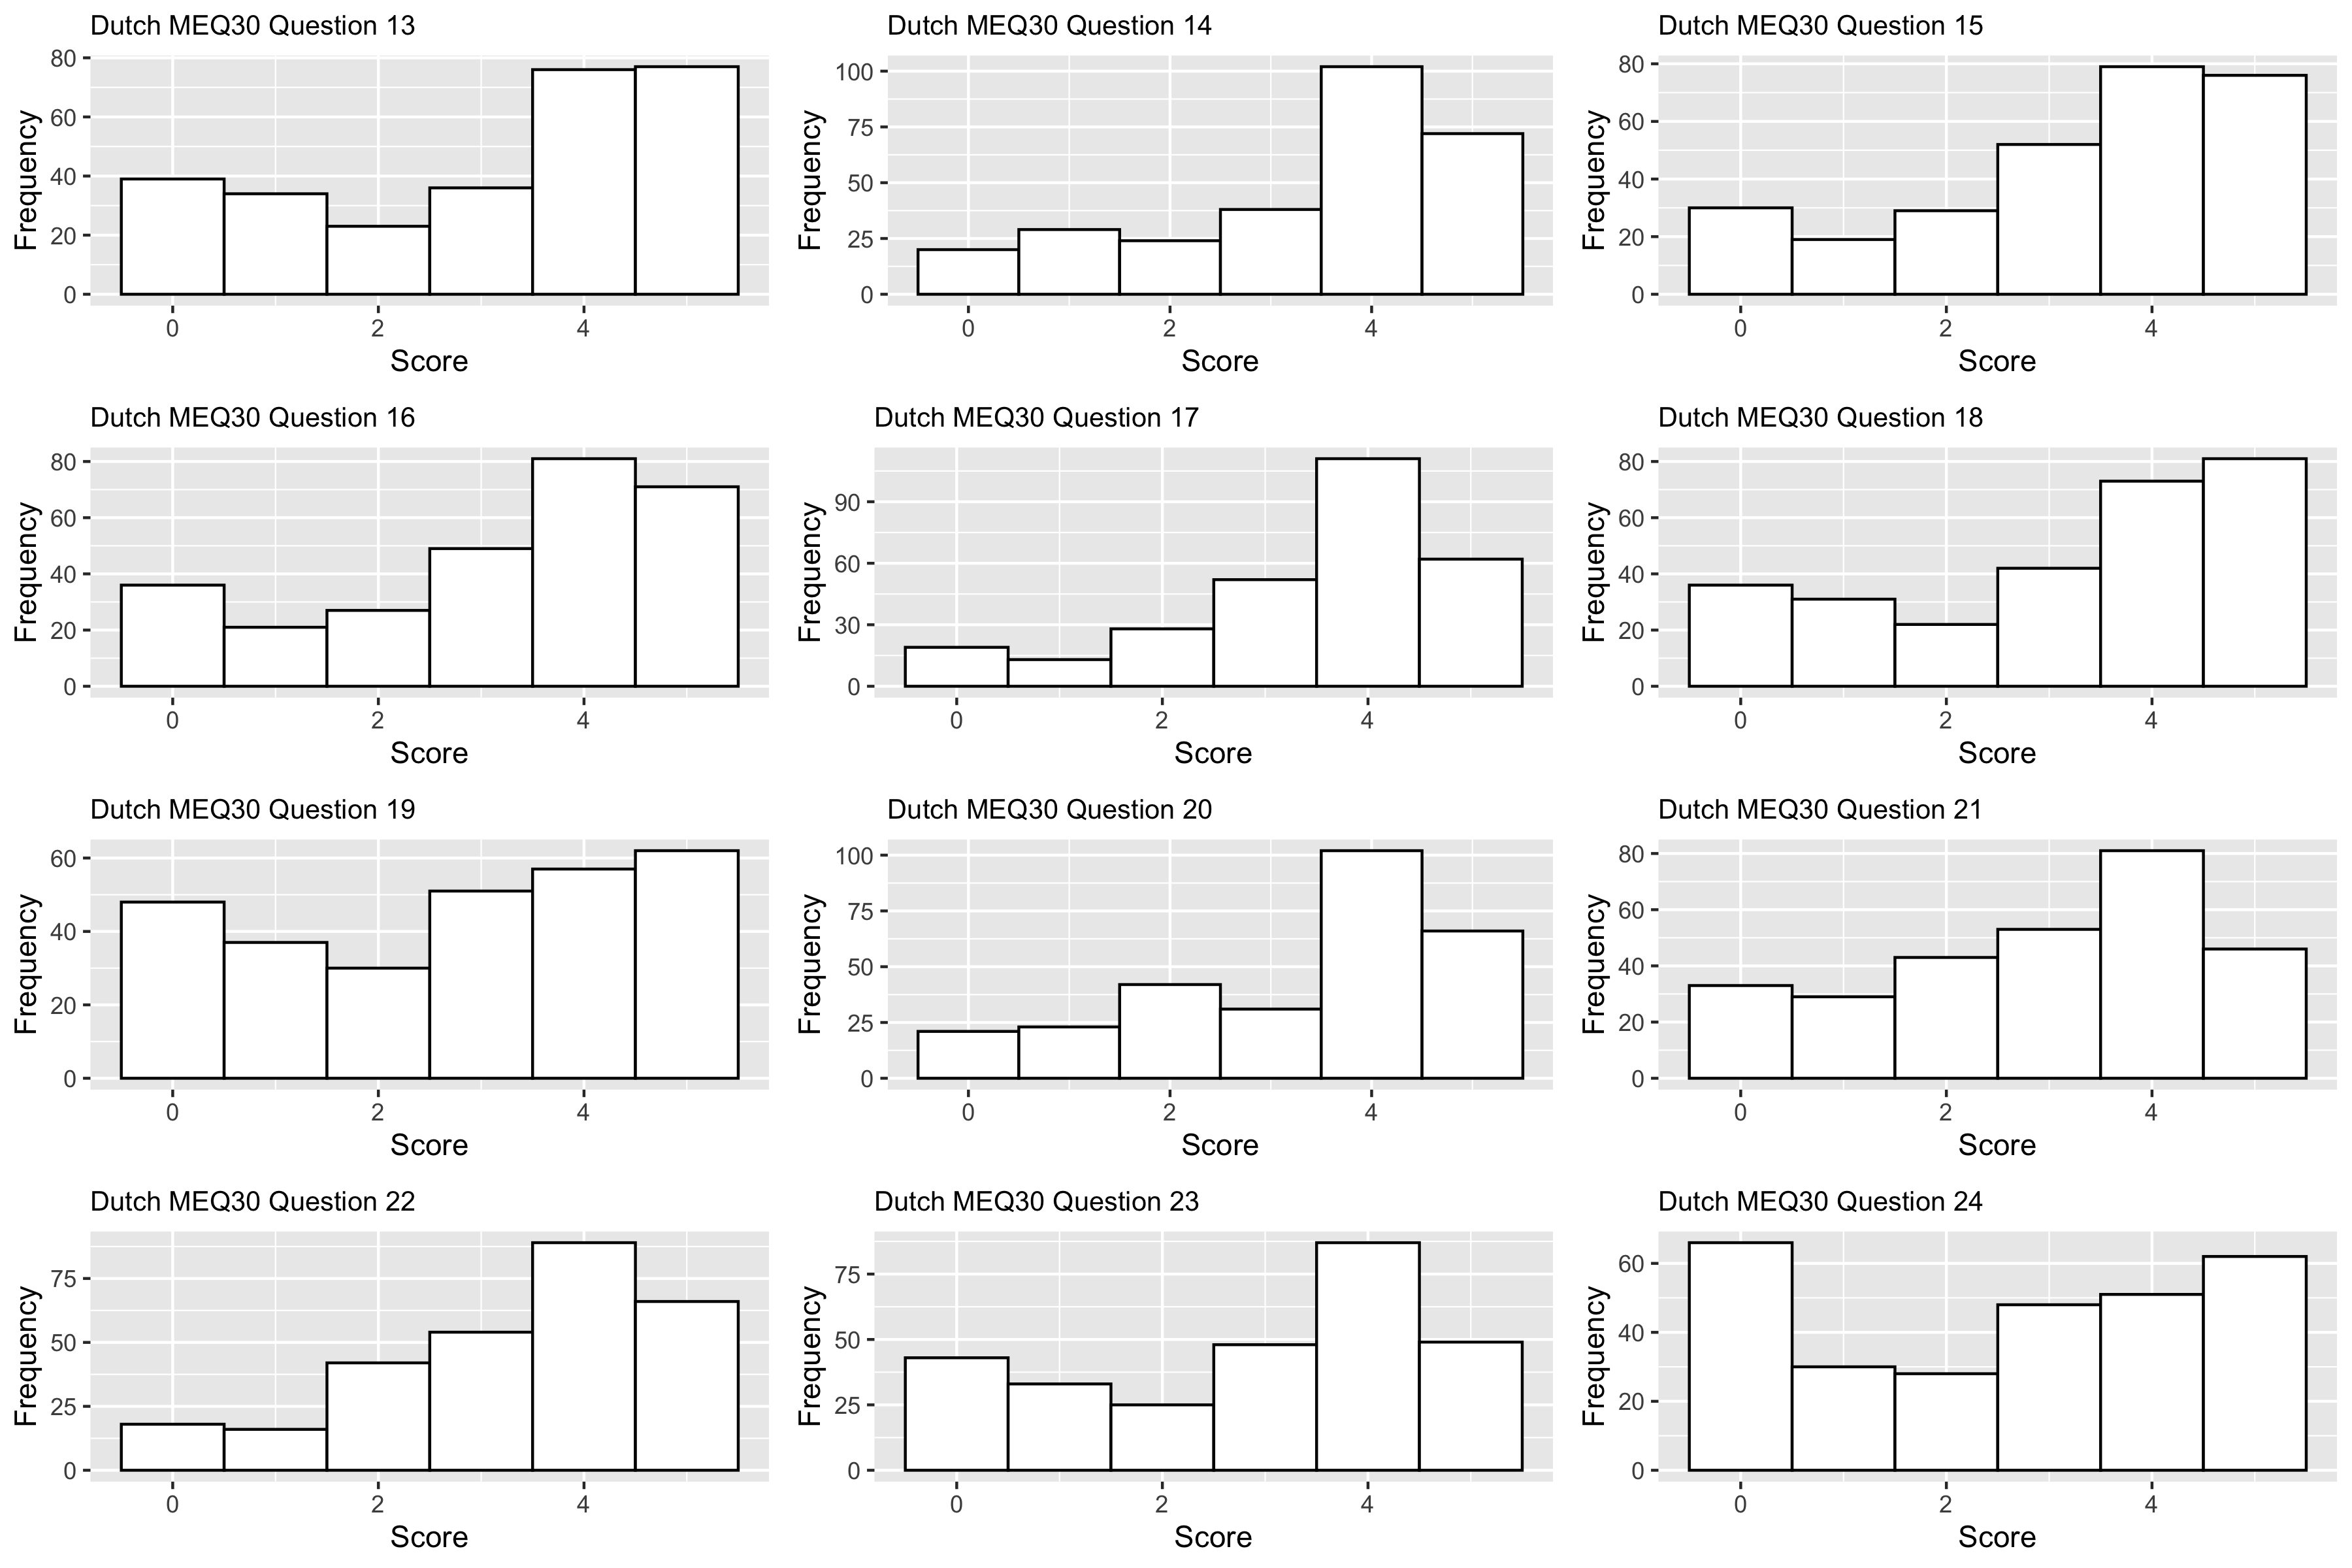 Dutch MEQ30 Question 13
80
60
40
20
0
Frequency
0 2 4
Score
Dutch MEQ30 Question 14
100
75
50
25
0
Frequency
0 2 4
Score
Dutch MEQ30 Question 15
80
60
40
20
0
Frequency
0 2 4
Score
Dutch MEQ30 Question 16
80
60
40
20
0
Frequency
0 2 4
Score
Dutch MEQ30 Question 17
90
60
30
0
Frequency
0 2 4
Score
Dutch MEQ30 Question 18
80
60
40
20
0
Frequency
0 2 4
Score
Dutch MEQ30 Question 19
60
40
20
0
Frequency
0 2 4
Score
Dutch MEQ30 Question 20
100
75
50
25
0
Frequency
0 2 4
Score
Dutch MEQ30 Question 21
80
60
40
20
0
Frequency
0 2 4
Score
Dutch MEQ30 Question 22
75
50
25
0
Frequency
0 2 4
Score
Dutch MEQ30 Question 23
75
50
25
0
Frequency
0 2 4
Score
Dutch MEQ30 Question 24
60
40
20
0
Frequency
0 2 4
Score